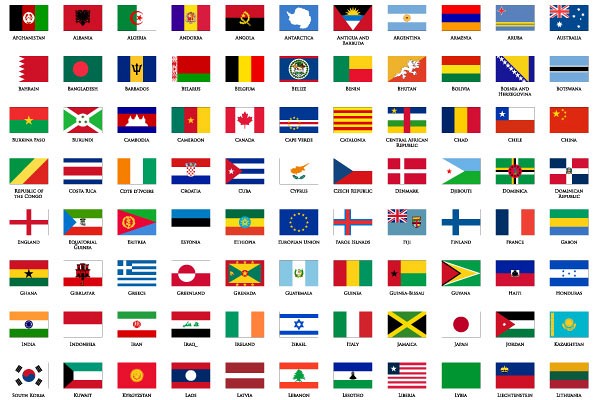 AFGHANISTAN
ALBANIA
ALGERIA
ANDORRA
ANGOLA
ANTARCTICA
ANTIGUA AND
BARBUDA
ARGENTINA
ARMENIA
ARUBA
AUSTRALIA
BAHRAIN
BANGLADESH
BARBADOS
BELARUS
BELGIUM
BELIZE
BENIN
BHUTAN
BOLIVIA
BOSNIA AND
HERZEGOVINA
BOTSWANA
BURKINA FASO
BURUNDI
CAMBODIA
CAMEROON
CANADA
CAPE VERDE
CATALONIA
CENTRAL AFRICAN
REPUBLIC
CHAD
CHILE
CHINA
REPUBLIC OF
THE CONGO
COSTA RICA
COTE D'IVOIRE
CROATIA
CUBA
CYPRUS
CZECH REPUBLIC
DENMARK
DJIBOUTI
DOMINICA
DOMINICAN
REPUBLIC
ENGLAND
EQUATORIAL
GUINEA
ERITREA
ESTONIA
ETHIOPIA
EUROPEAN UNION
FAROE ISLNADS
FIJI
FINLAND
FRANCE
GABON
GHANA
GIBRLATAR
GREECS
GREENLAND
GRENADA
GUATEMALA
GUINEA
GUINEA-BISSAU
GUYANA
HAITI
HONDURAS
INDIA
INDONESIA
IRAN
IRAQ
IRELAND
ISRAEL
ITALY
JAMAICA
JAPAN
JORDAN
KAZAKHSTAN
SOUTH KOREA
KUWAIT
KYRGYZSTAN
LAOS
LATVIA
LEBANON
LESOTHO
LIBERIA
LYBIA
LIECHTENSTEIN
LITHUANIA